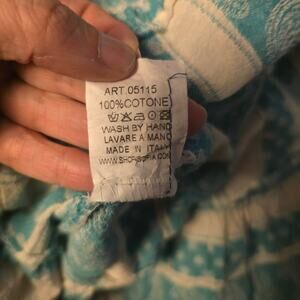 ART 05115
100%COTONE
WASH BY HAND
LAVARE A MANO
MADE IN ITALY